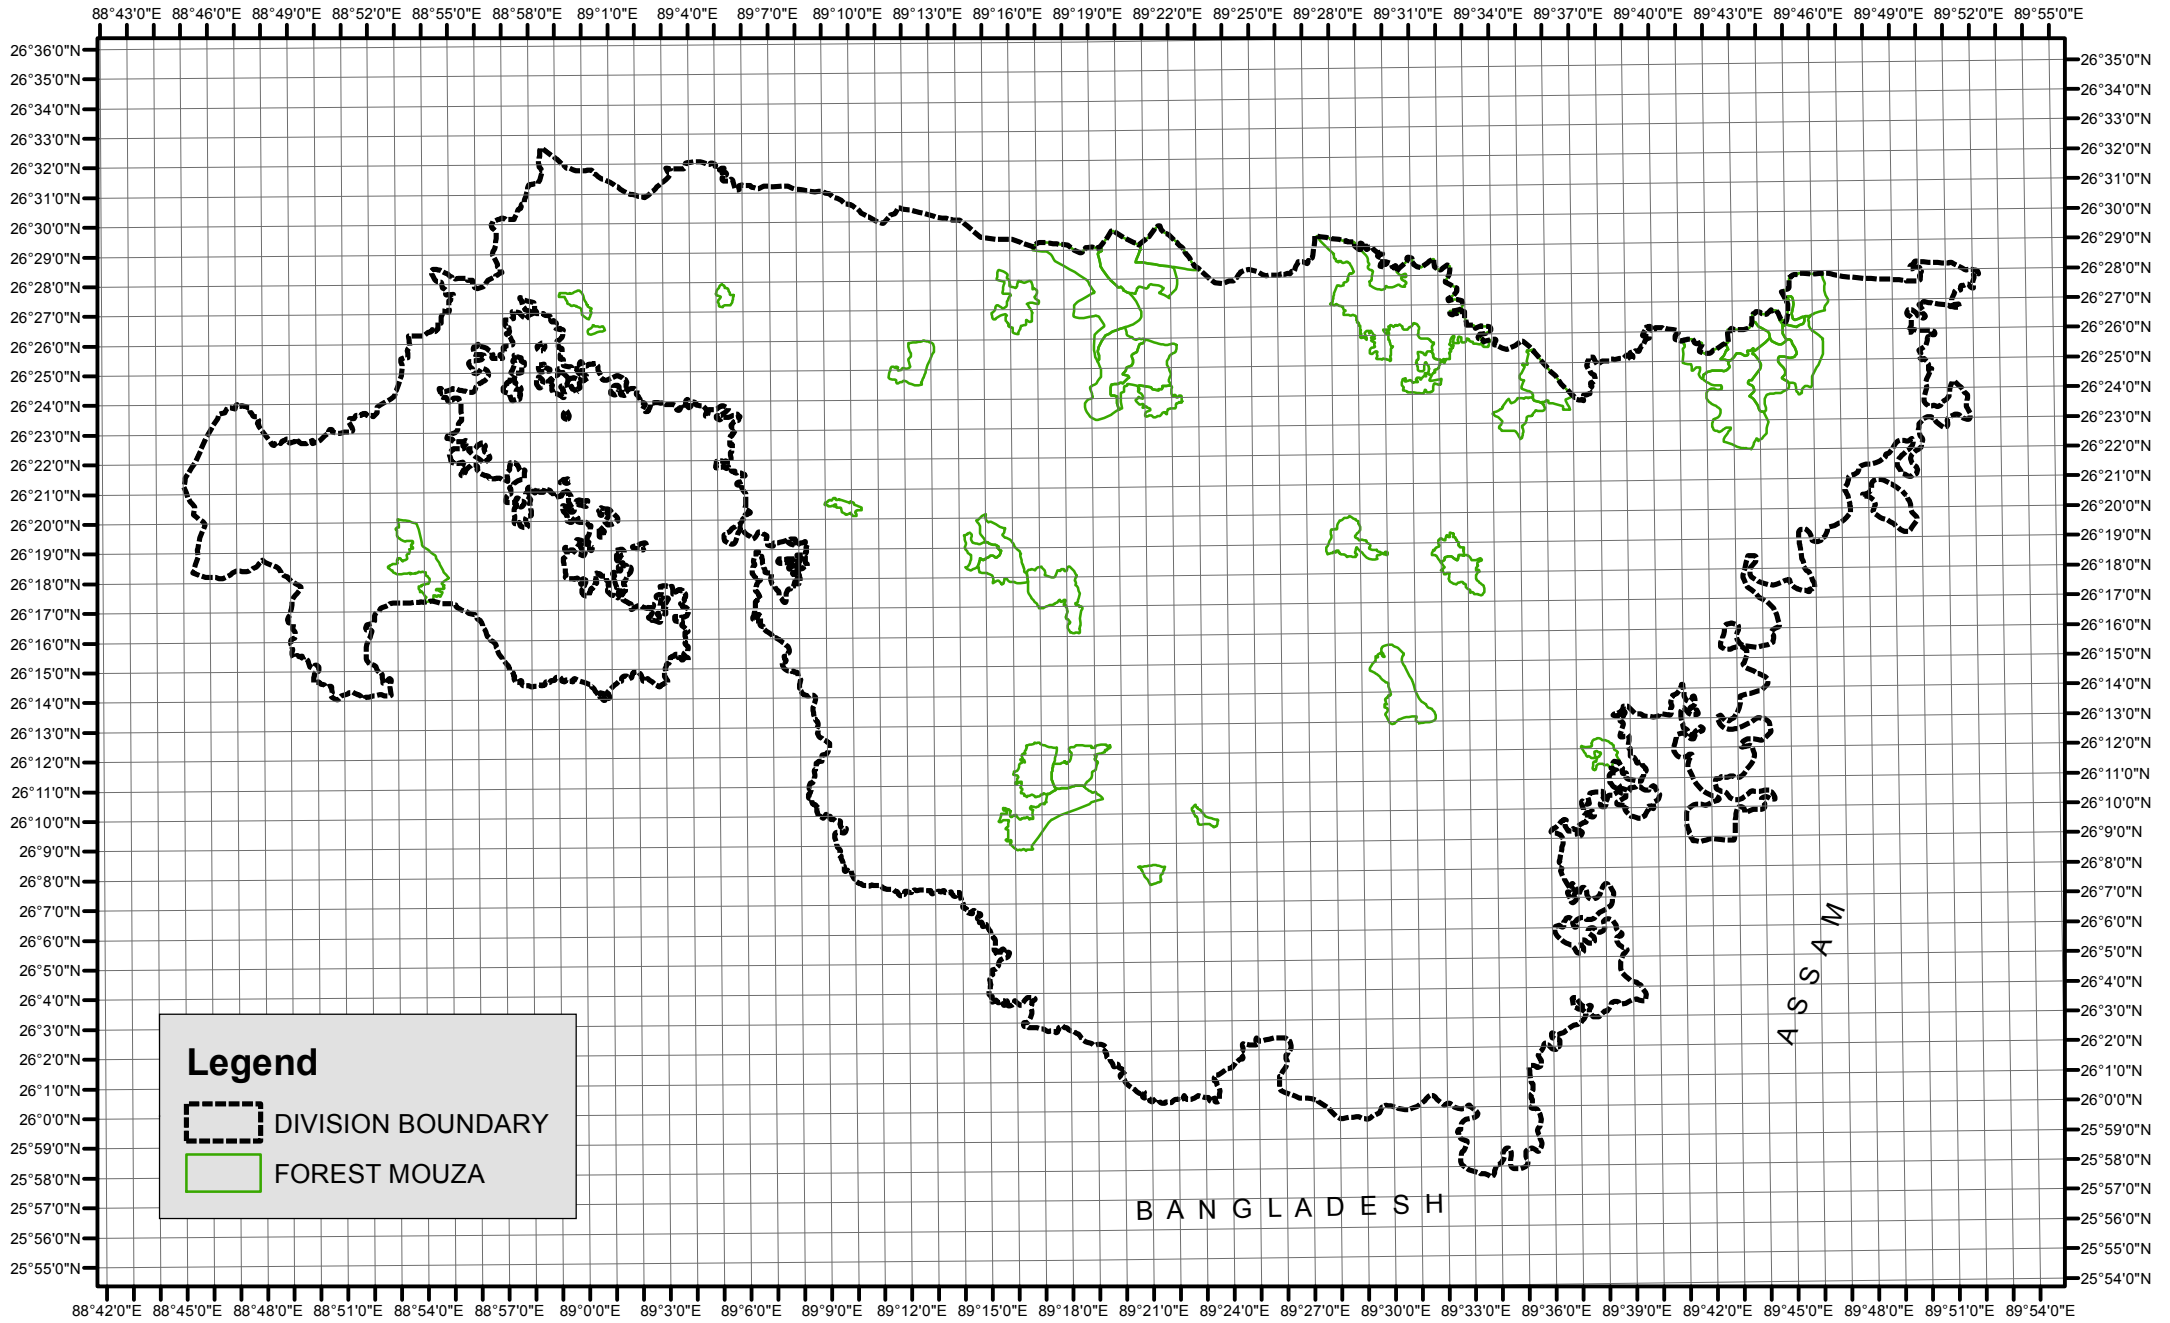 88°43'0"E 88°46'0"E 88°49'0"E 88°52'0"E 88°55'0"E 88°58'0"E 89°1'0"E 89°4'0"E 89°7'0"E 89°10'0"E 89°13'0"E 89°16'0"E 89°19'0"E 89°22'0"E 89°25'0"E 89°28'0"E 89°31'0"E 89°34'0"E 89°37'0"E 89°40'0"E 89°43'0"E 89°46'0"E 89°49'0"E 89°52'0"E 89°55'0"E
26°36'0"N
26°35'0"N 26°35'0"N
26°34'0"N 26°34'0"N
26°33'0"N 26°33'0"N
26°32'0"N 26°32'0"N
26°31'0"N 26°31'0"N
26°30'0"N 26°30'0"N
26°29'0"N 26°29'0"N
26°28'0"N 26°28'0"N
26°27'0"N 26°27'0"N
26°26'0"N 26°26'0"N
26°25'0"N 26°25'0"N
26°24'0"N 26°24'0"N
26°23'0"N 26°23'0"N
26°22'0"N 26°22'0"N
26°21'0"N 26°21'0"N
26°20'0"N 26°20'0"N
26°19'0"N 26°19'0"N
26°18'0"N 26°18'0"N
26°17'0"N 26°17'0"N
26°16'0"N 26°16'0"N
26°15'0"N 26°15'0"N
26°14'0"N 26°14'0"N
26°13'0"N 26°13'0"N
26°12'0"N 26°12'0"N
26°11'0"N 26°11'0"N
26°10'0"N 26°10'0"N
26°9'0"N 26°9'0"N
26°8'0"N 26°8'0"N
26°7'0"N 26°7'0"N
26°6'0"N 26°6'0"N
26°5'0"N 26°5'0"N
26°4'0"N 26°4'0"N
26°3'0"N 26°3'0"N
26°2'0"N 26°2'0"N
26°1'0"N 26°1'0"N
26°0'0"N 26°0'0"N
25°59'0"N 25°59'0"N
25°58'0"N 25°58'0"N
25°57'0"N 25°57'0"N
25°56'0"N 25°56'0"N
25°55'0"N 25°55'0"N
25°54'0"N
ASSAM
Legend
DIVISION BOUNDARY
FOREST MOUZA
BANGLADESH
88°42'0"E 88°45'0"E 88°48'0"E 88°51'0"E 88°54'0"E 88°57'0"E 89°0'0"E 89°3'0"E 89°6'0"E 89°9'0"E 89°12'0"E 89°15'0"E 89°18'0"E 89°21'0"E 89°24'0"E 89°27'0"E 89°30'0"E 89°33'0"E 89°36'0"E 89°39'0"E 89°42'0"E 89°45'0"E 89°48'0"E 89°51'0"E 89°54'0"E